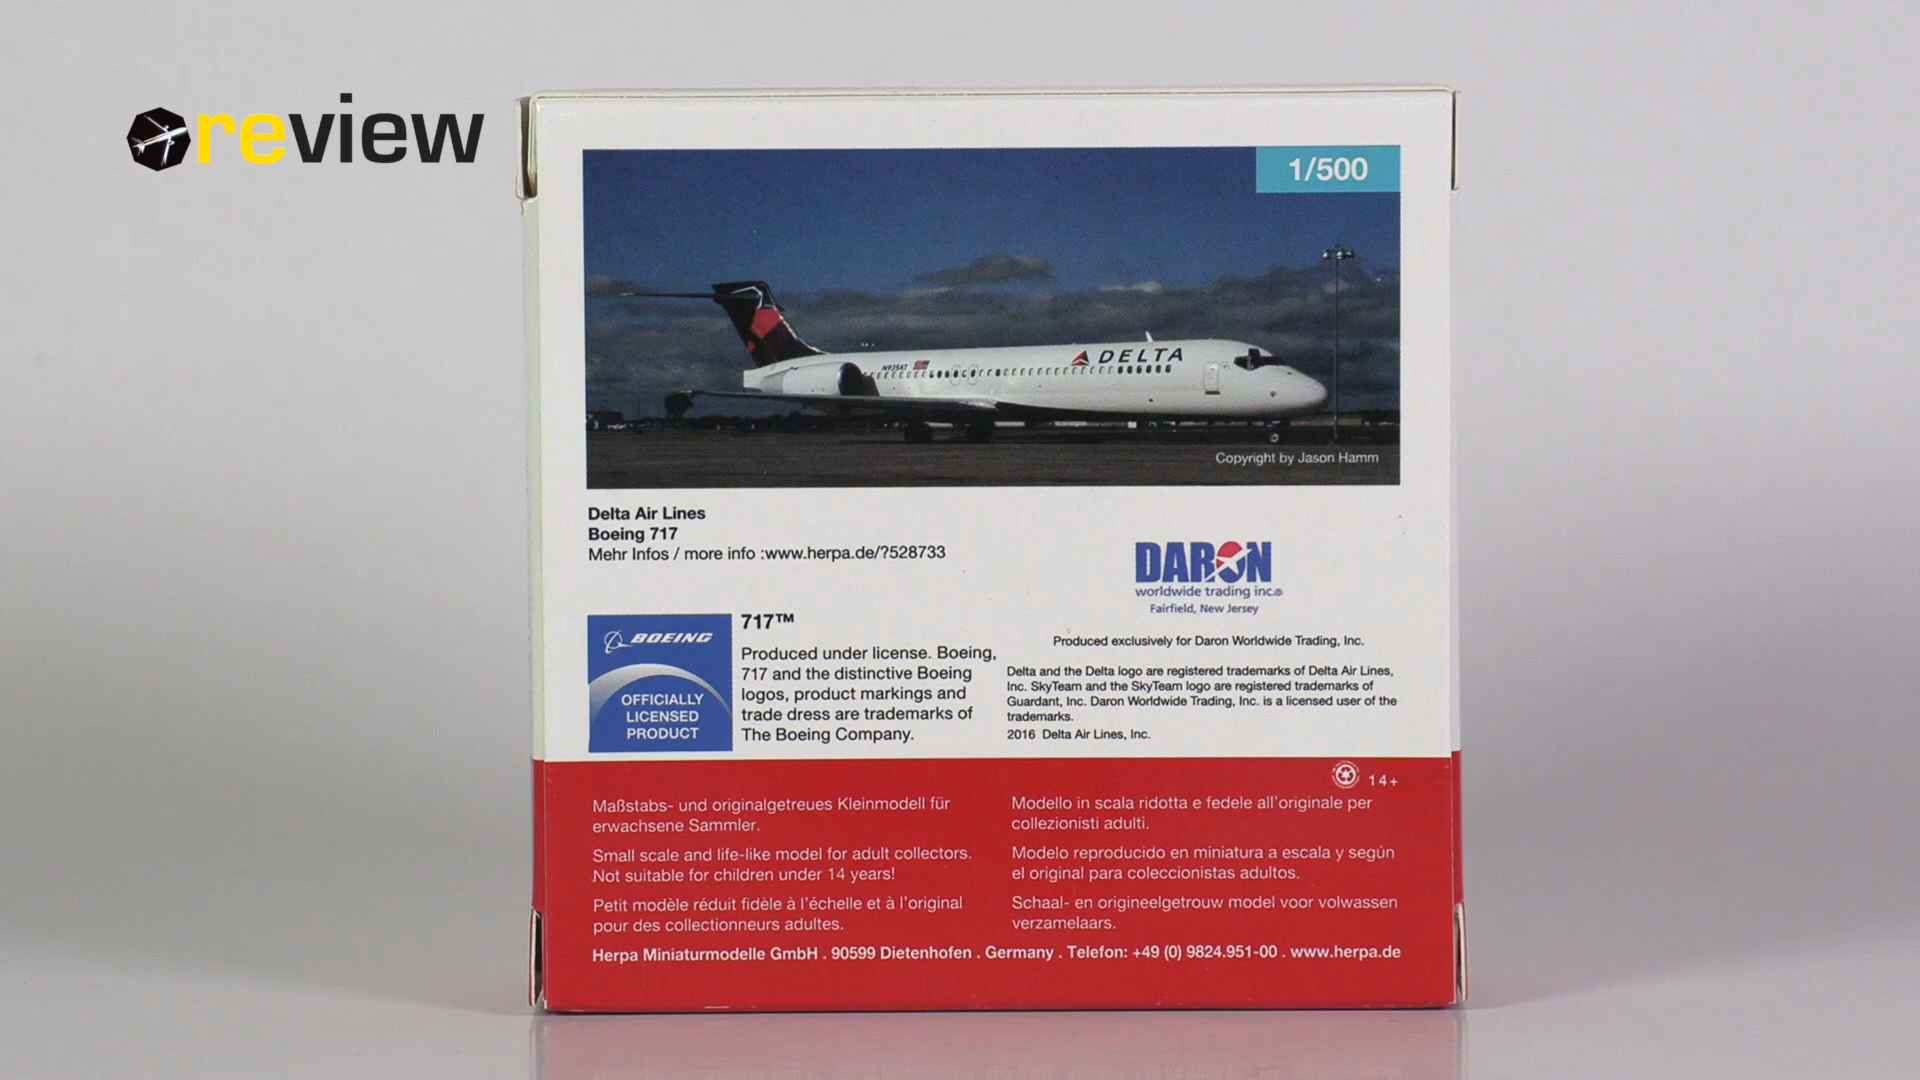 review
1/500
DELTA
N935AT
Copyright by Jason Hamm
Delta Air Lines
Boeing 717
Mehr Infos / more info :www.herpa.de/?528733
DARON
worldwide trading inc.®
Fairfield, New Jersey
BOEING
OFFICIALLY
LICENSED
PRODUCT
717™
Produced under license. Boeing,
717 and the distinctive Boeing
logos, product markings and
trade dress are trademarks of
The Boeing Company.
Produced exclusively for Daron Worldwide Trading, Inc.
Delta and the Delta logo are registered trademarks of Delta Air Lines,
Inc. SkyTeam and the SkyTeam logo are registered trademarks of
Guardant, Inc. Daron Worldwide Trading, Inc. is a licensed user of the
trademarks.
2016 Delta Air Lines, Inc.
14+
Maßstabs- und originalgetreues Kleinmodell für
erwachsene Sammler.
Small scale and life-like model for adult collectors.
Not suitable for children under 14 years!
Petit modèle réduit fidèle à l'échelle et à l'original
pour des collectionneurs adultes.
Modello in scala ridotta e fedele all'originale per
collezionisti adulti.
Modelo reproducido en miniatura a escala y según
el original para coleccionistas adultos.
Schaal- en origineelgetrouw model voor volwassen
verzamelaars.
Herpa Miniaturmodelle GmbH . 90599 Dietenhofen . Germany . Telefon: +49 (0) 9824.951-00 . www.herpa.de